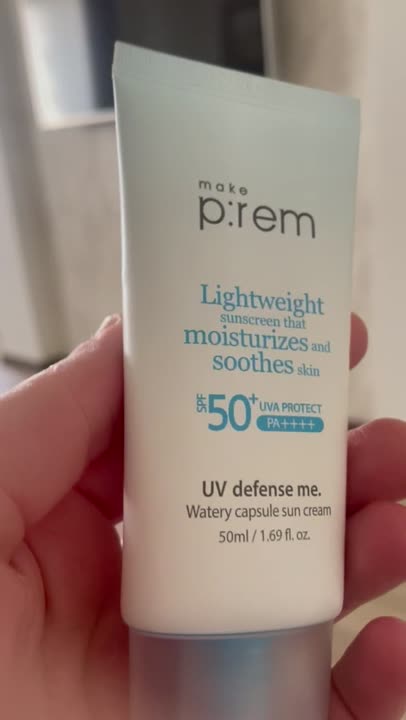 make
p:rem
Lightweight
sunscreen that
moisturizes and
soothes skin
SPF 50+ UVA PROTECT
PA++++
UV defense me.
Watery capsule sun cream
50ml / 1.69 fl. oz.